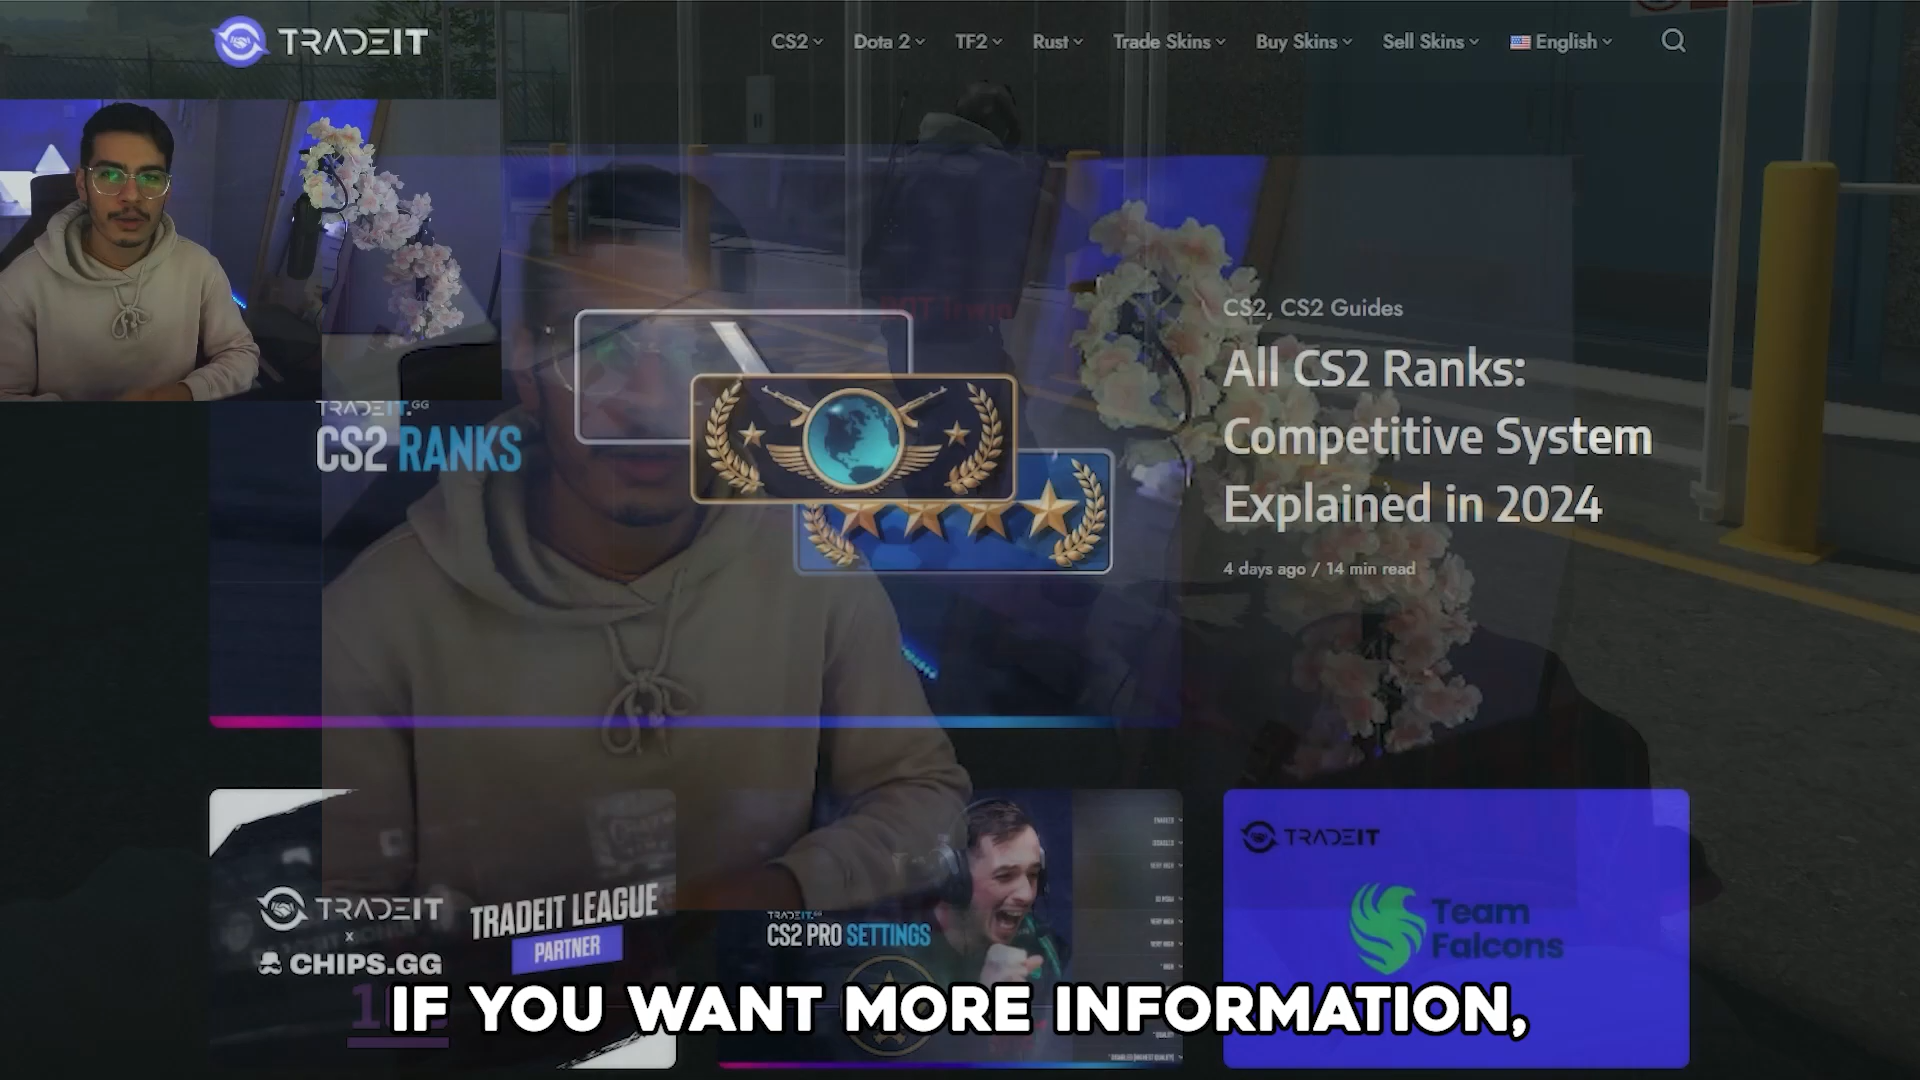 TRADEIT
CS2
Dota 2
TF2
Rust
Trade Skins
Buy Skins
Sell Skins
English
CS2, CS2 Guides
All CS2 Ranks:
Competitive System
Explained in 2024
4 days ago / 14 min read
TRADEIT.GG
CS2 RANKS
TRADEIT
x
CHIPS.GG
TRADEIT LEAGUE
PARTNER
TRADEIT.GG
CS2 PRO SETTINGS
TRADEIT
Team
Falcons
IF YOU WANT MORE INFORMATION,